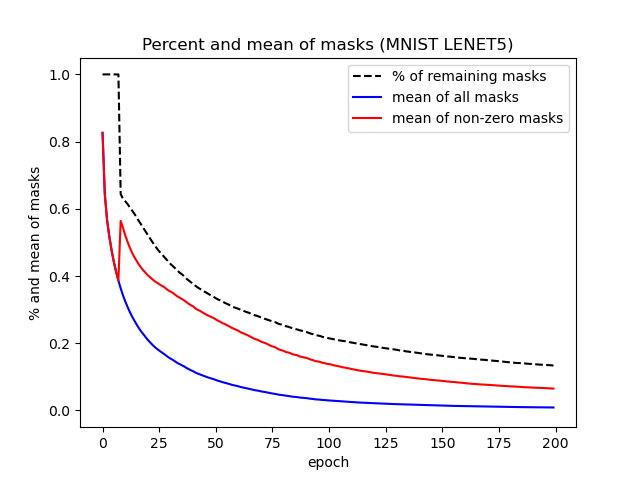 Percent and mean of masks (MNIST LENET5)
% of remaining masks
mean of all masks
mean of non-zero masks
% and mean of masks
1.0
0.8
0.6
0.4
0.2
0.0
0 25 50 75 100 125 150 175 200
epoch